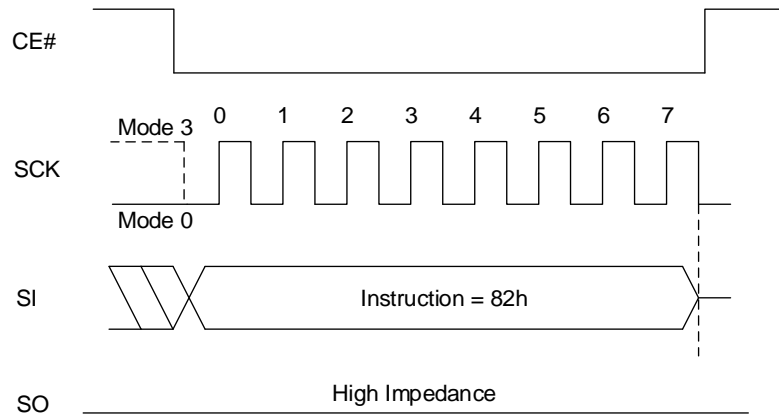 CE#
0 1 2 3 4 5 6 7
Mode 3
SCK
Mode 0
SI
Instruction = 82h
High Impedance
SO